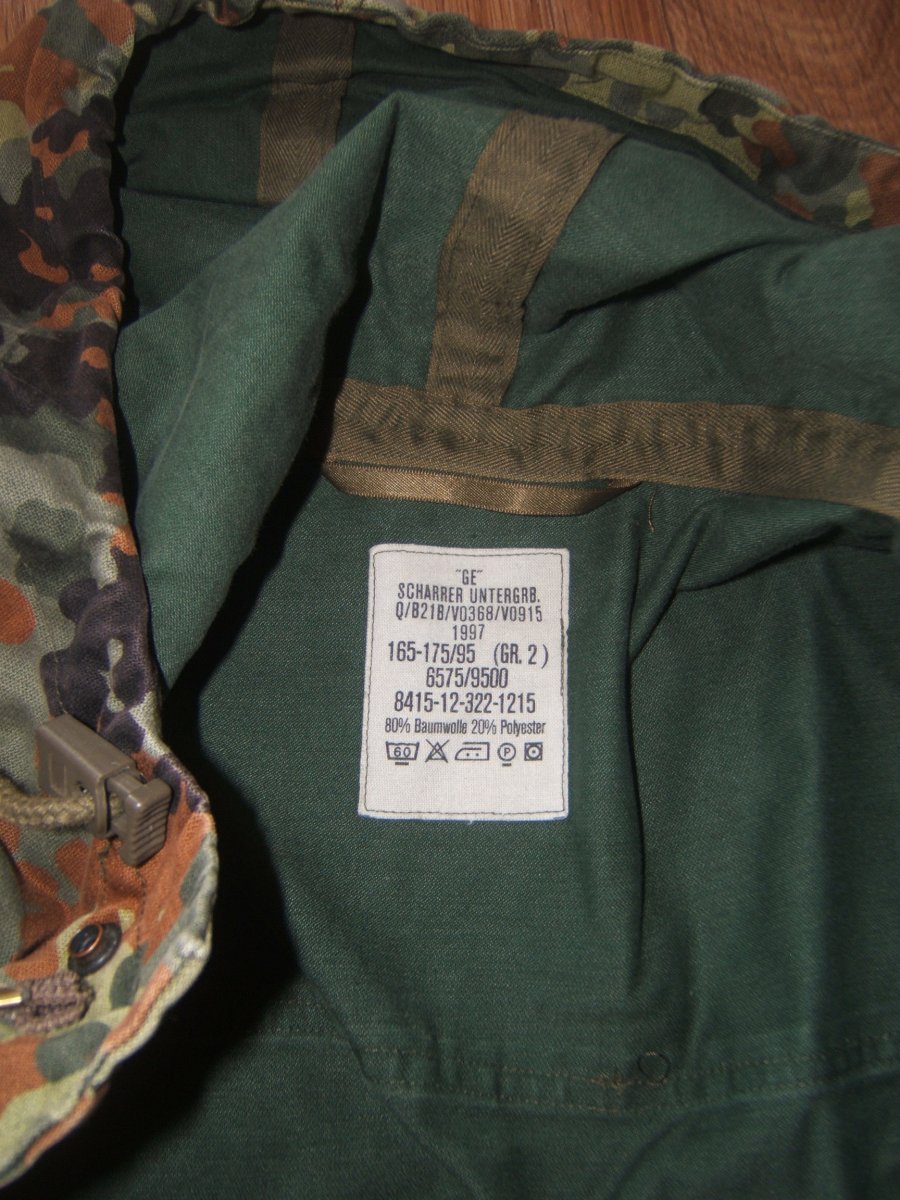 "GE"
SCHARRER UNTERGRB.
Q/B21B/V0368/V0915
1997
165-175/95 (GR. 2)
6575/9500
8415-12-322-1215
80% Baumwolle 20% Polyester
60 P